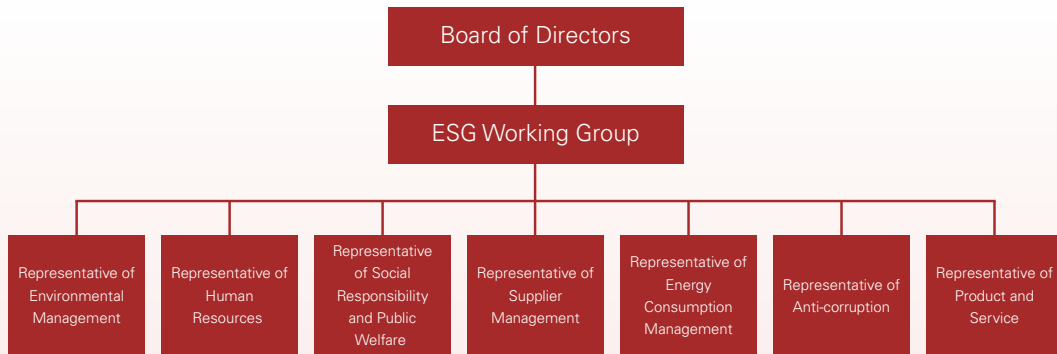 Board of Directors
ESG Working Group
Representative of
Environmental
Management
Representative of
Human
Resources
Representative
of Social
Responsibility
and Public
Welfare
Representative of
Supplier
Management
Representative of
Energy
Consumption
Management
Representative of
Anti-corruption
Representative of
Product and
Service